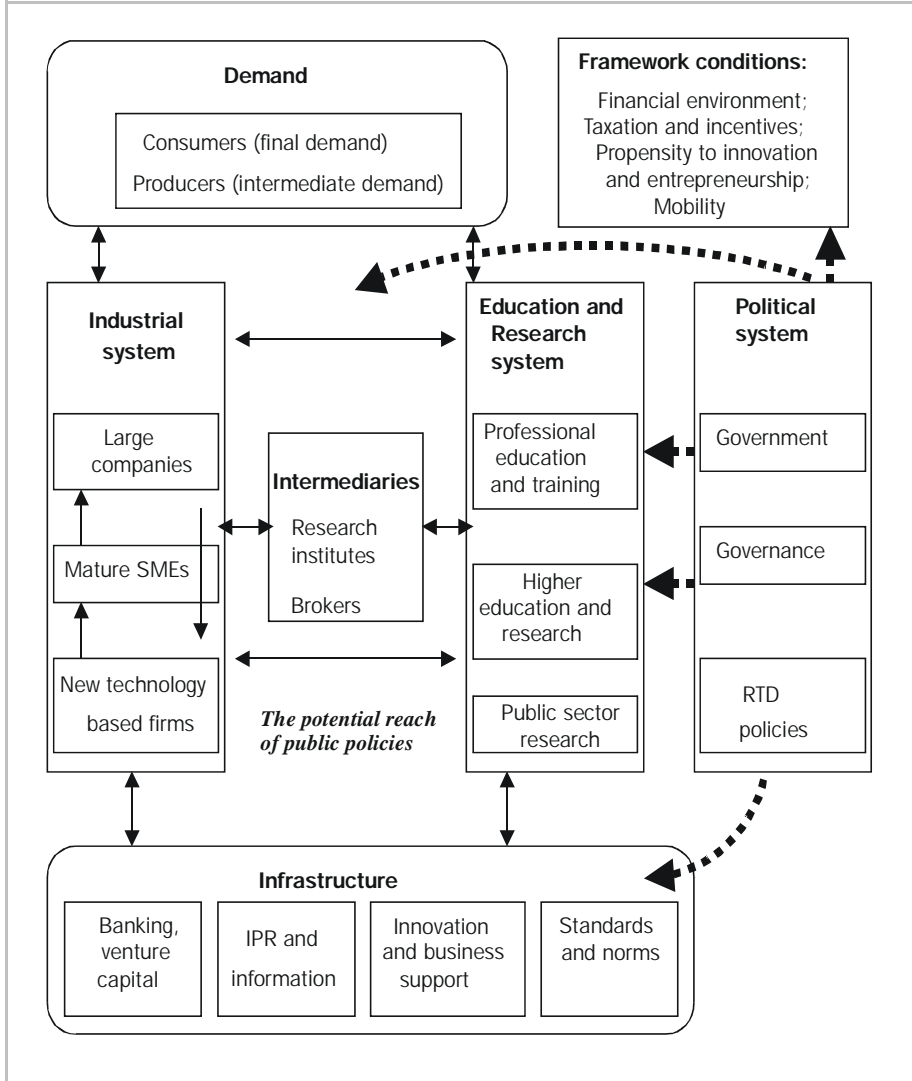 Demand
Consumers (final demand)
Producers (intermediate demand)
Framework conditions:
Financial environment;
Taxation and incentives;
Propensity to innovation
and entrepreneurship;
Mobility
Industrial
system
Large
companies
Mature SMEs
New technology
based firms
Intermediaries
Research
institutes
Brokers
The potential reach
of public policies
Education and
Research
system
Professional
education
and training
Higher
education and
research
Public sector
research
Political
system
Government
Governance
RTD
policies
Infrastructure
Banking,
venture
capital
IPR and
information
Innovation
and business
support
Standards
and norms